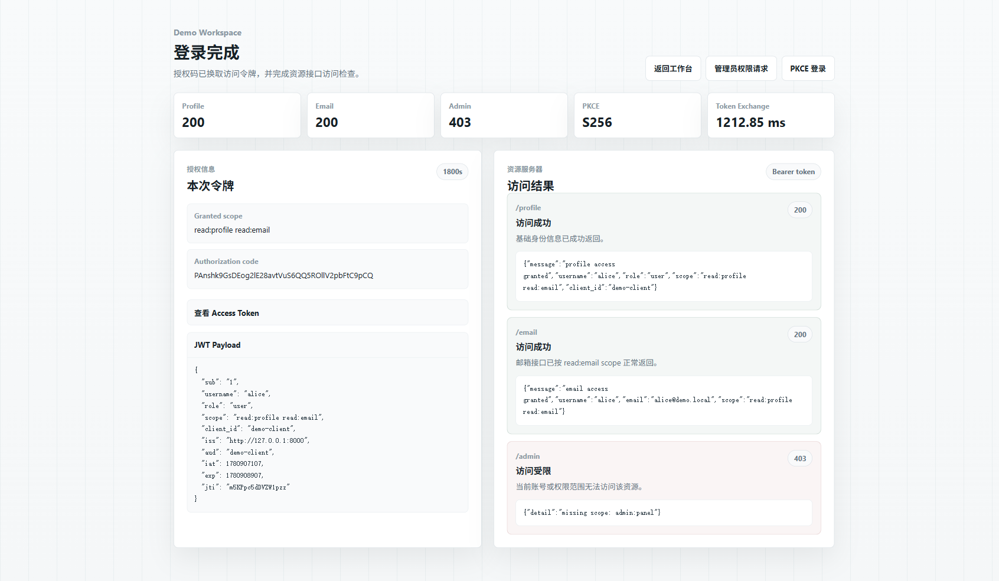 Demo Workspace
登录完成
授权码已换取访问令牌，并完成资源接口访问检查。
返回工作台
管理员权限请求
PKCE 登录
Profile
200
Email
200
Admin
403
PKCE
S256
Token Exchange
1212.85 ms
授权信息
本次令牌
1800s
Granted scope
read:profile read:email
Authorization code
PAnshk9GsDEog2lE28avtVuS6QQ5ROllV2pbFtC9pCQ
查看 Access Token
JWT Payload
{
"sub": "1",
"username": "alice",
"role": "user",
"scope": "read:profile read:email",
"client_id": "demo-client",
"iss": "http://127.0.0.1:8000",
"aud": "demo-client",
"iat": 1780907107,
"exp": 1780908907,
"jti": "m5KPpc5dDVZW1pzz"
}
资源服务器
访问结果
Bearer token
/profile
200
访问成功
基础身份信息已成功返回。
{"message":"profile access
granted","username":"alice","role":"user","scope":"read:profile
read:email","client_id":"demo-client"}
/email
200
访问成功
邮箱接口已按 read:email scope 正常返回。
{"message":"email access
granted","username":"alice","email":"alice@demo.local","scope":"read:profile
read:email"}
/admin
403
访问受限
当前账号或权限范围无法访问该资源。
{"detail":"missing scope: admin:panel"}